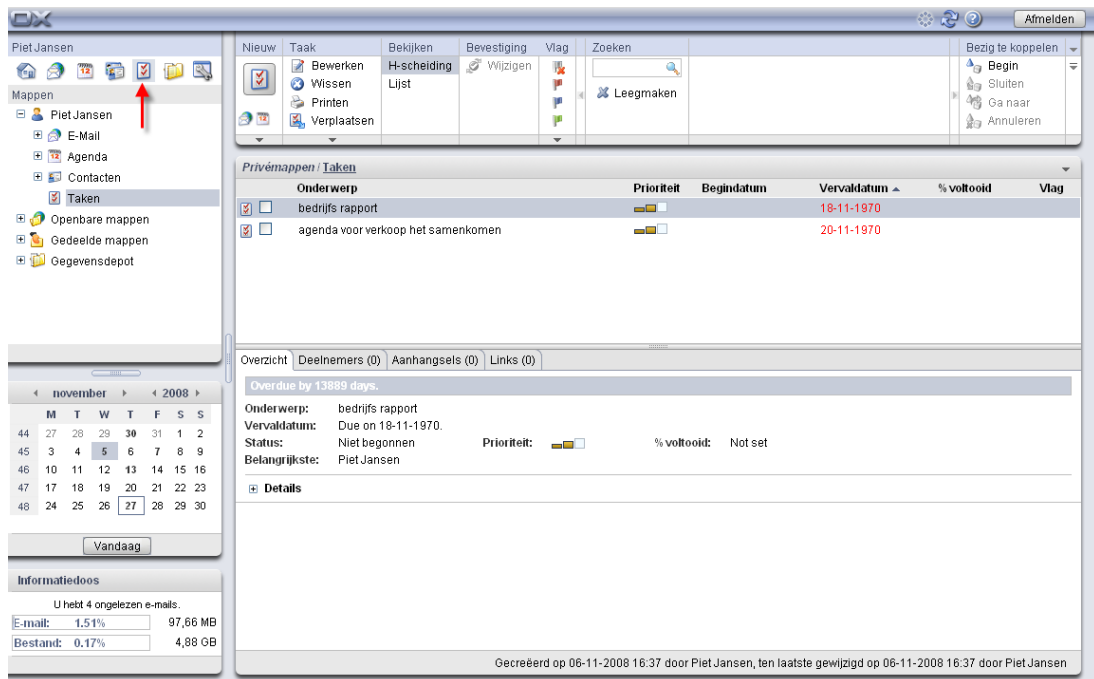 OX
Afmelden
Piet Jansen
12
Mappen
Piet Jansen
E-Mail
12 Agenda
Contacten
Taken
Openbare mappen
Gedeelde mappen
Gegevensdepot
november 2008
M T W T F S S
44 27 28 29 30 31 1 2
45 3 4 5 6 7 8 9
46 10 11 12 13 14 15 16
47 17 18 19 20 21 22 23
48 24 25 26 27 28 29 30
Vandaag
Informatiedoos
U hebt 4 ongelezen e-mails.
E-mail: 1.51% 97,66 MB
Bestand: 0.17% 4,88 GB
Nieuw Taak Bekijken Bevestiging Vlag Zoeken Bezig te koppelen
Bewerken H-scheiding Wijzigen Begin
Wissen Lijst Leegmaken Sluiten
Printen Ga naar
12 Verplaatsen Annuleren
Privémappen / Taken
Onderwerp Prioriteit Begindatum Vervaldatum % voltooid Vlag
bedrijfs rapport 18-11-1970
agenda voor verkoop het samenkomen 20-11-1970
Overzicht Deelnemers (0) Aanhangsels (0) Links (0)
Overdue by 13889 days.
Onderwerp: bedrijfs rapport
Vervaldatum: Due on 18-11-1970.
Status: Niet begonnen Prioriteit: % voltooid: Not set
Belangrijkste: Piet Jansen
Details
Gecreëerd op 06-11-2008 16:37 door Piet Jansen, ten laatste gewijzigd op 06-11-2008 16:37 door Piet Jansen